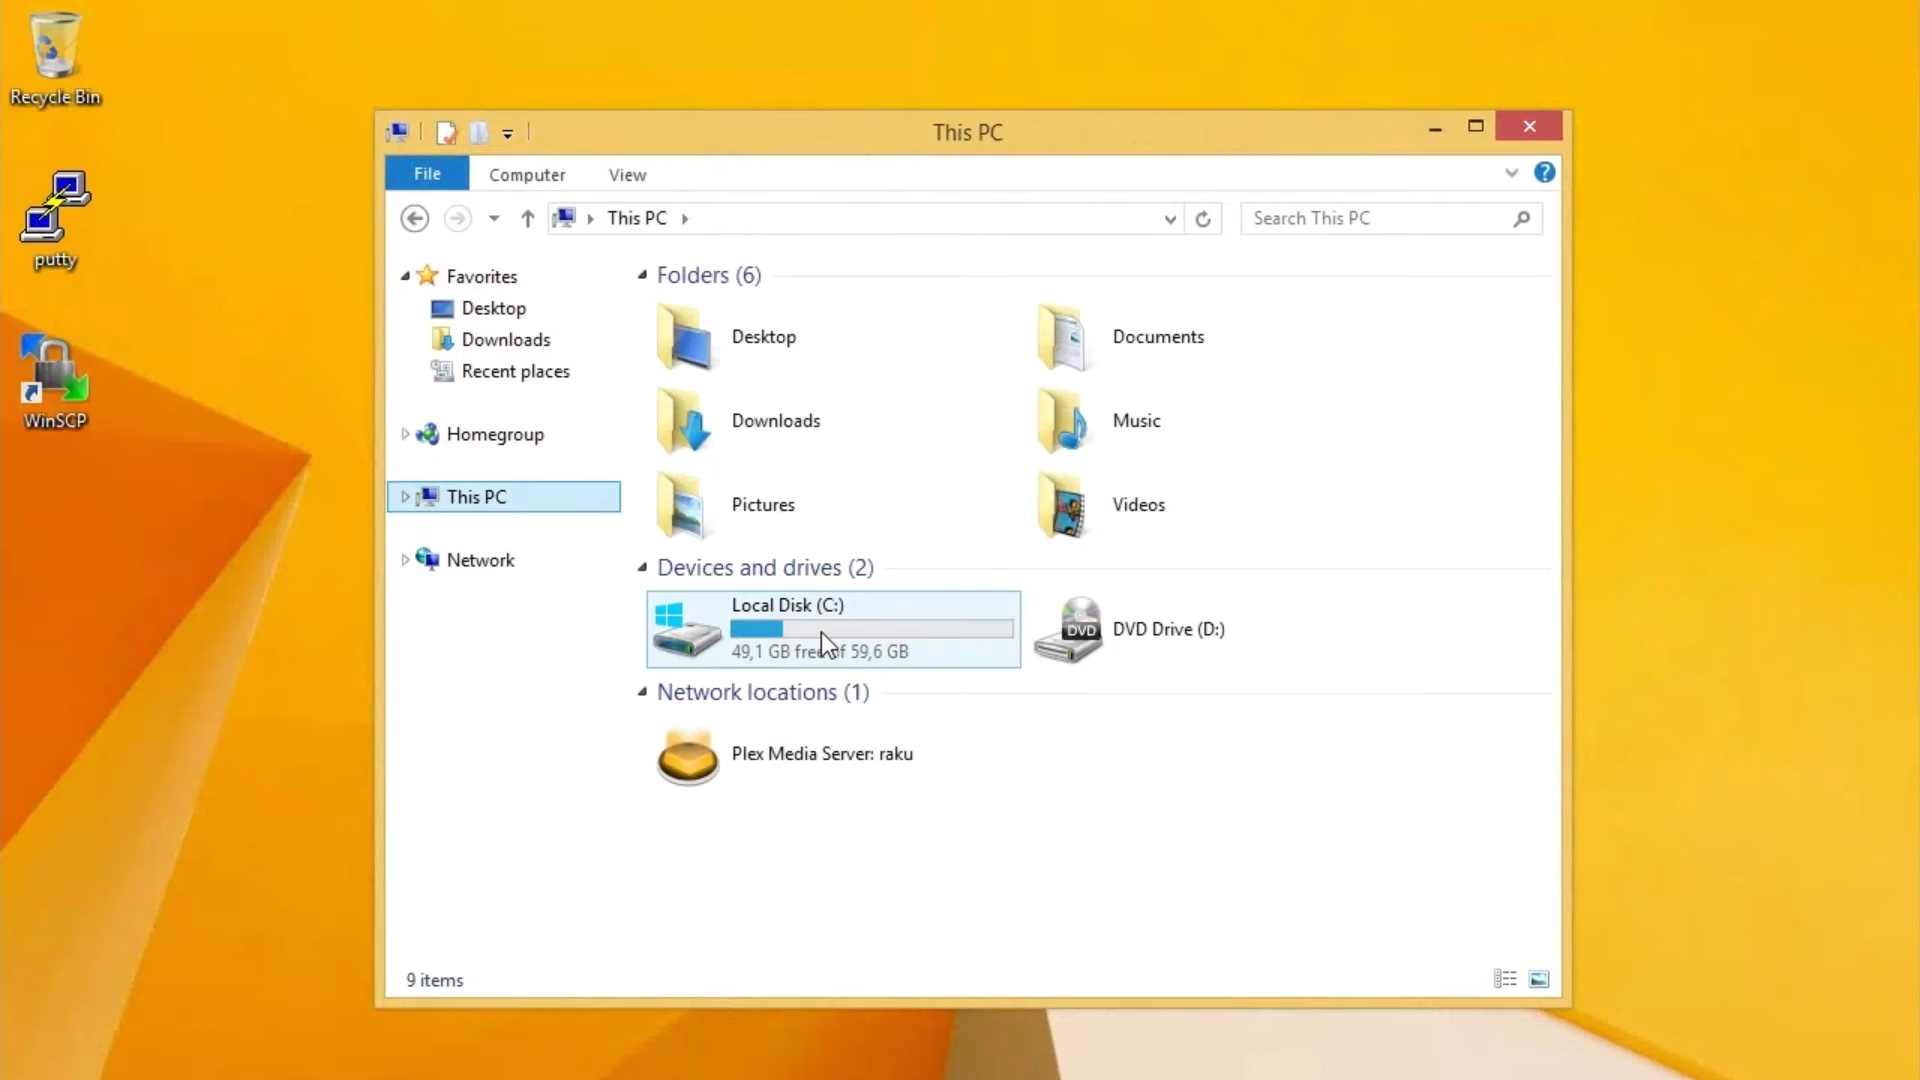 Recycle Bin
putty
WinSCP
This PC
File
Computer
View
?
This PC
Search This PC
Favorites
Desktop
Downloads
Recent places
Homegroup
This PC
Network
Folders (6)
Desktop
Documents
Downloads
Music
Pictures
Videos
Devices and drives (2)
Local Disk (C:)
49,1 GB free of 59,6 GB
DVD
DVD Drive (D:)
Network locations (1)
Plex Media Server: raku
9 items